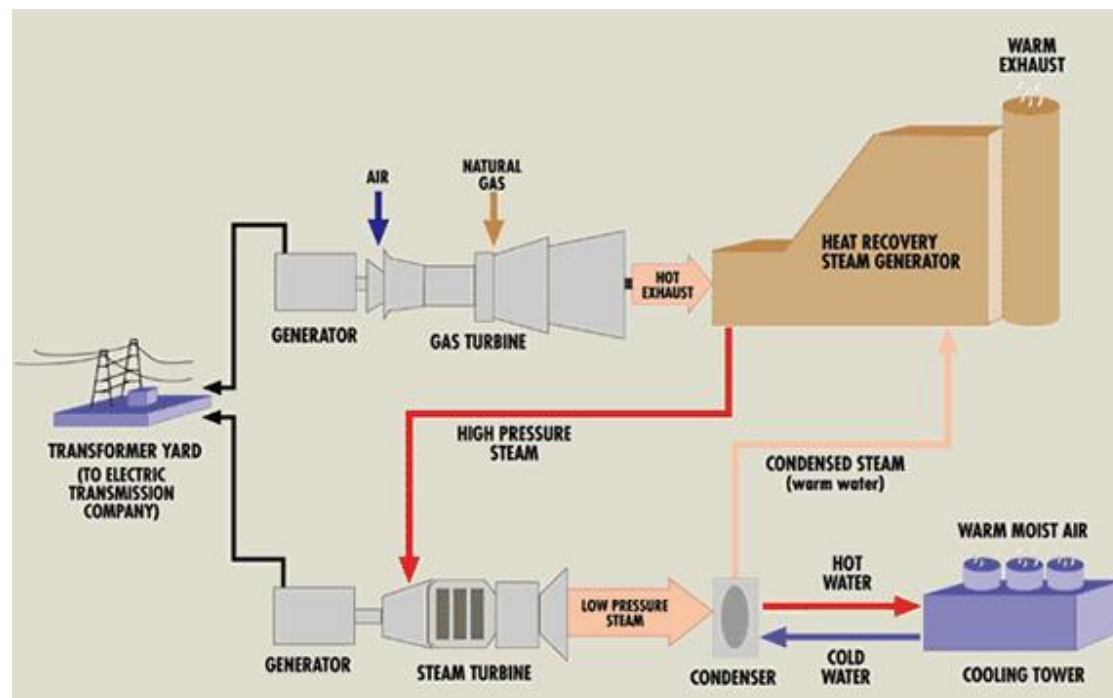 WARM
EXHAUST
AIR
NATURAL
GAS
HEAT RECOVERY
STEAM GENERATOR
HOT
EXHAUST
GENERATOR
GAS TURBINE
TRANSFORMER YARD
(TO ELECTRIC
TRANSMISSION
COMPANY)
HIGH PRESSURE
STEAM
CONDENSED STEAM
(warm water)
WARM MOIST AIR
HOT
WATER
LOW PRESSURE
STEAM
GENERATOR
STEAM TURBINE
CONDENSER
COLD
WATER
COOLING TOWER